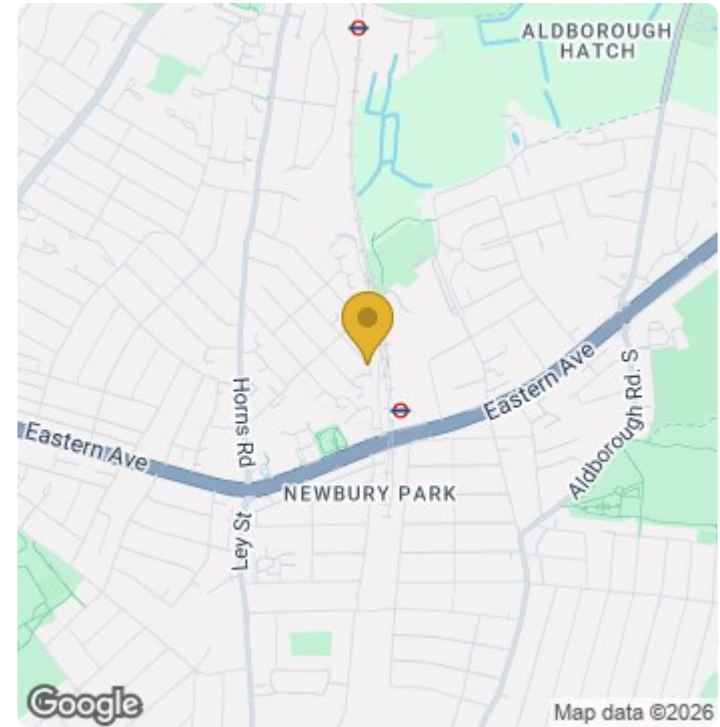 ALDBOROUGH
HATCH
Horns Rd
Eastern Ave
Aldborough Rd. S
Eastern Ave
NEWBURY PARK
Ley St
Google
Map data ©2026